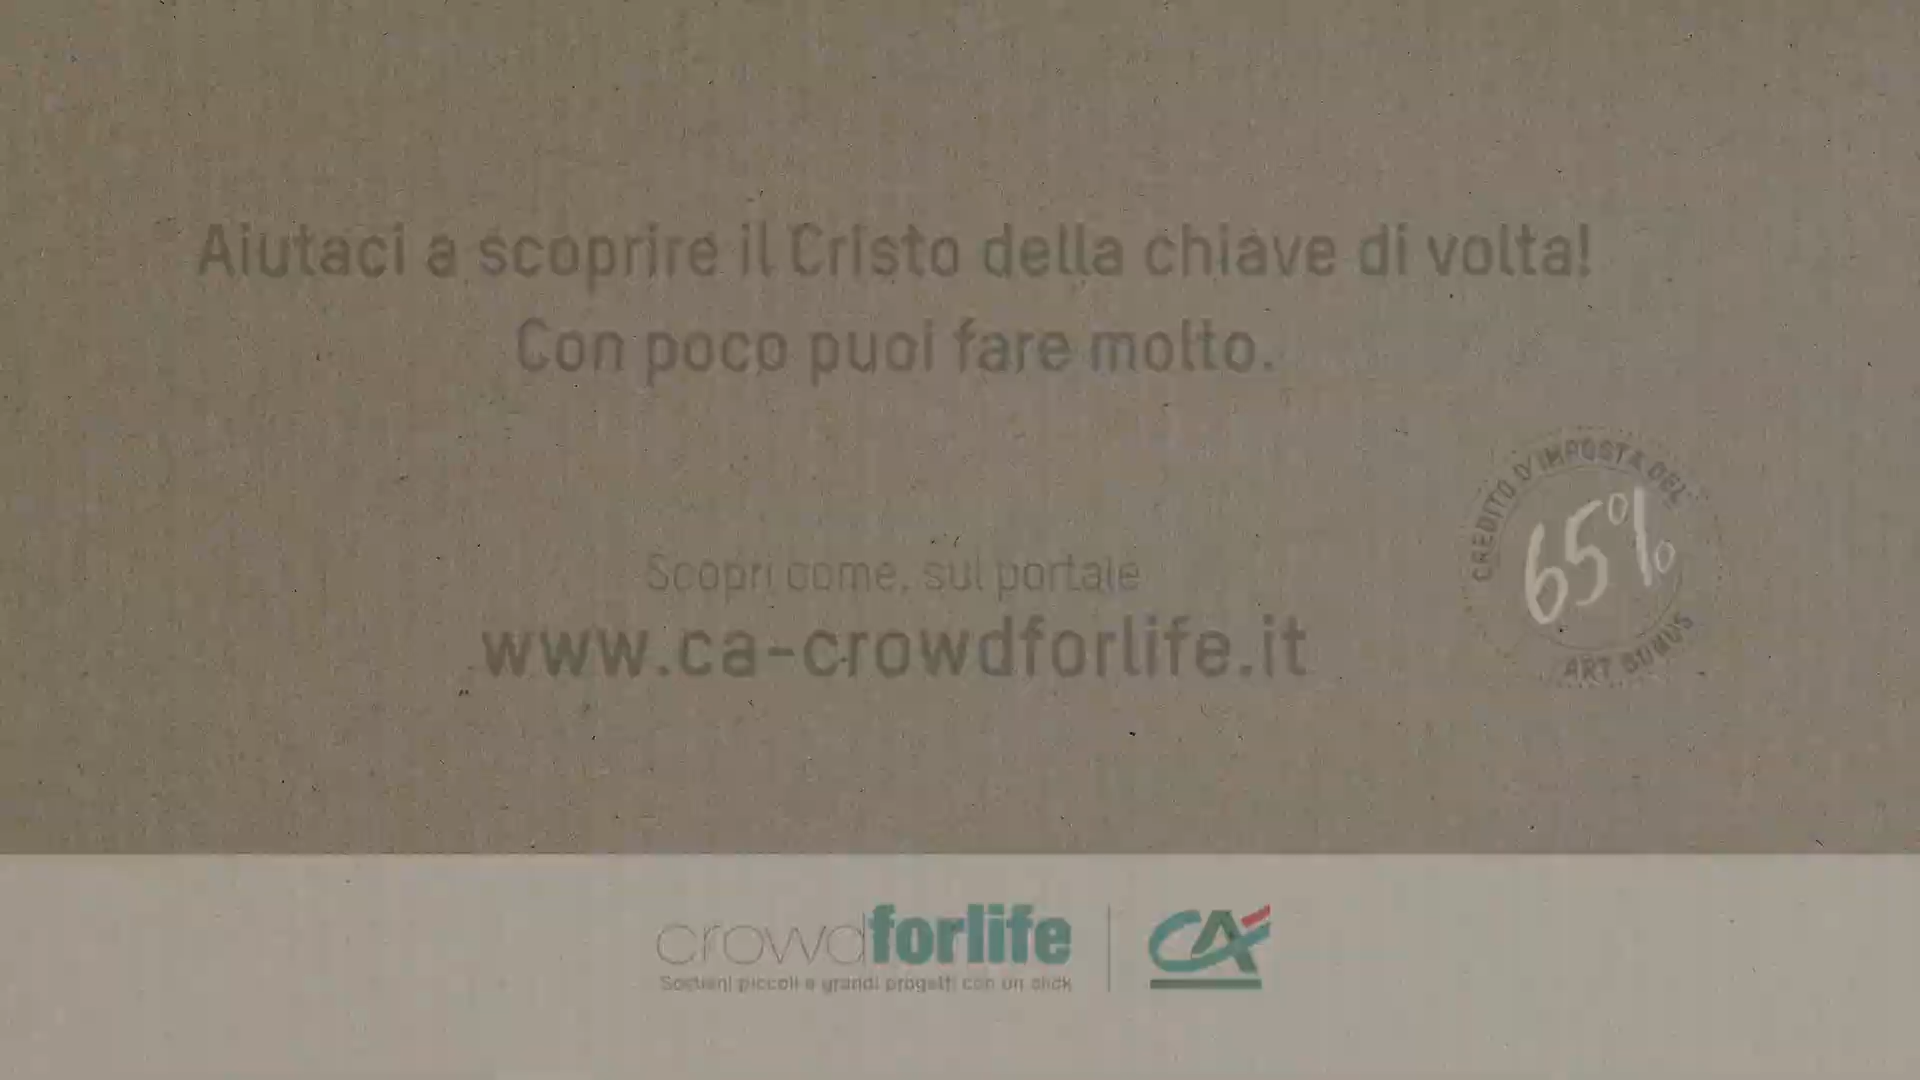 Aiutaci a scoprire il Cristo della chiave di volta!
Con poco puoi fare molto.
CREDITO D'IMPOSTA DEL
65%
ART BONUS
Scopri come, sul portale
www.ca-crowdforlife.it
crowdforlife
Sostieni piccoli e grandi progetti con un click
CA